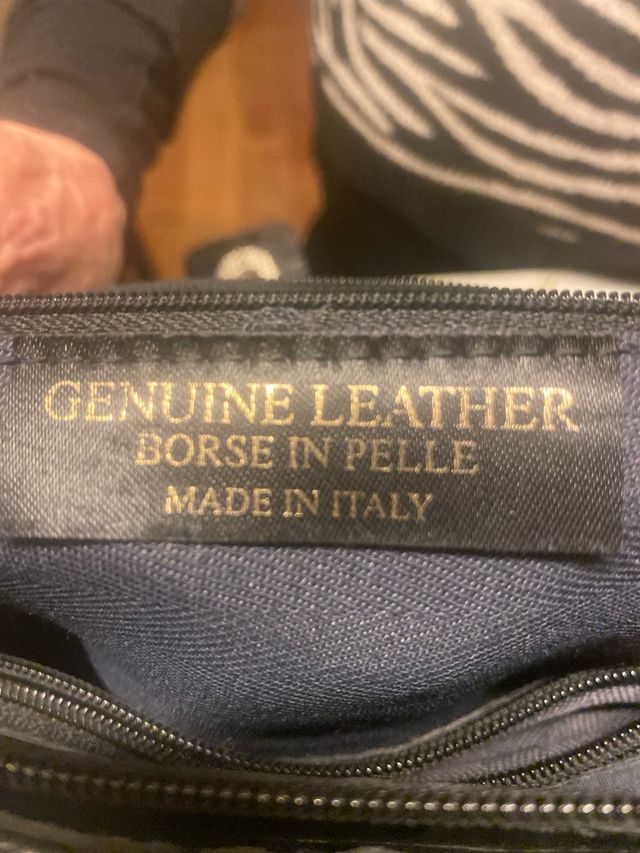 GENUINE LEATHER
BORSE IN PELLE
MADE IN ITALY